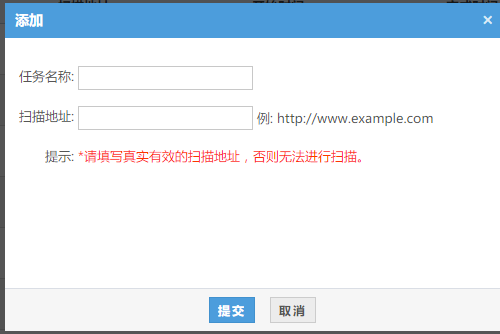 添加 ×
任务名称:
扫描地址: 例: http://www.example.com
提示: *请填写真实有效的扫描地址，否则无法进行扫描。
提交 取消